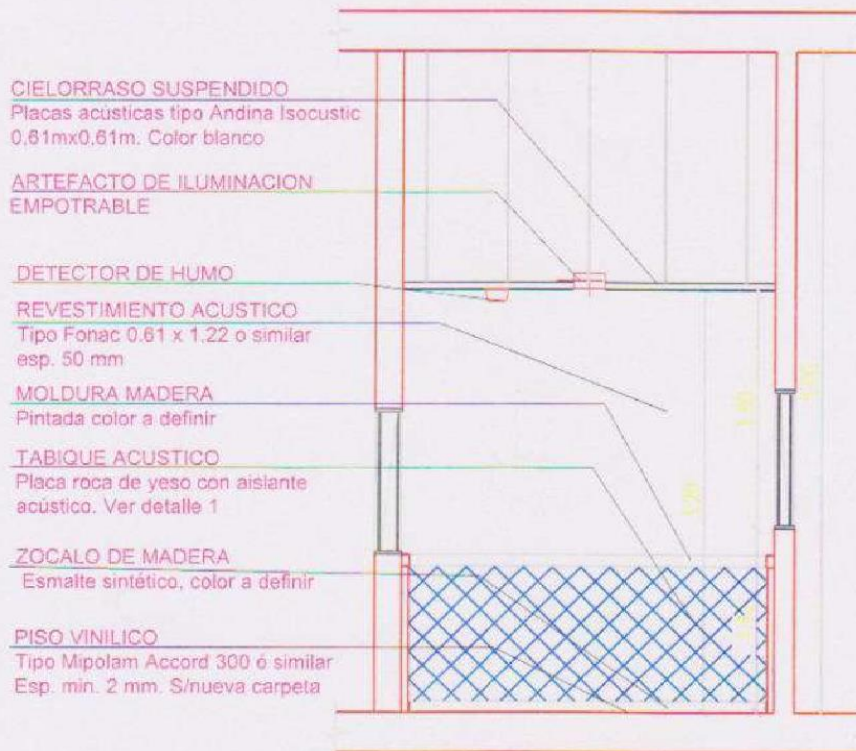 CIELORRASO SUSPENDIDO
Placas acústicas tipo Andina Isocustic
0.61mx0.61m. Color blanco
ARTEFACTO DE ILUMINACION
EMPOTRABLE
DETECTOR DE HUMO
REVESTIMIENTO ACUSTICO
Tipo Fonac 0.61 x 1.22 o similar
esp. 50 mm
MOLDURA MADERA
Pintada color a definir
TABIQUE ACUSTICO
Placa roca de yeso con aislante
acústico. Ver detalle 1
ZOCALO DE MADERA
Esmalte sintético, color a definir
PISO VINILICO
Tipo Mipolam Accord 300 ó similar
Esp. min. 2 mm. S/nueva carpeta